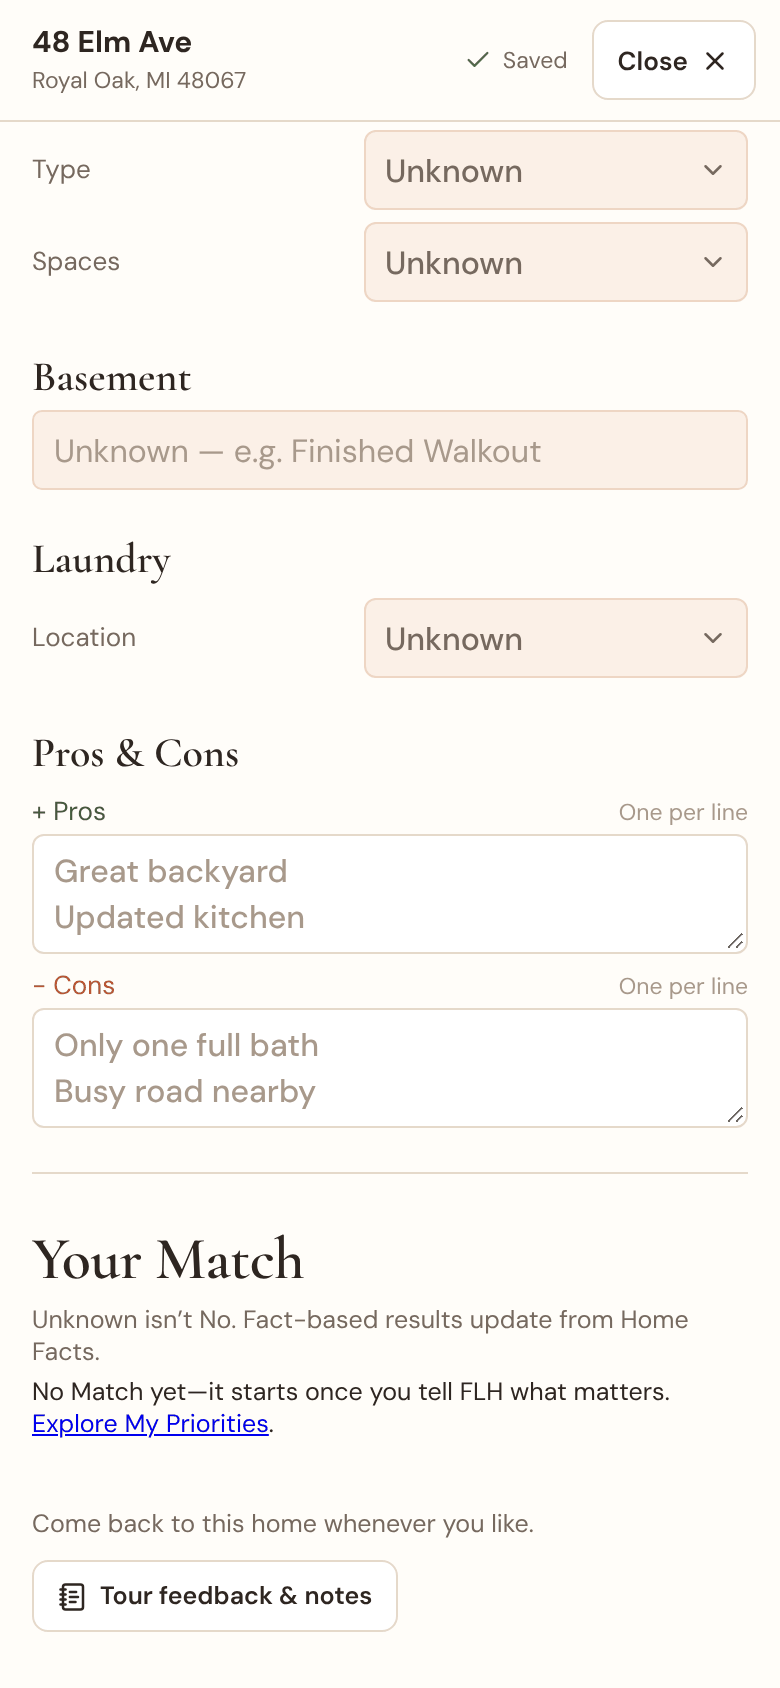 48 Elm Ave
Royal Oak, MI 48067
Saved
Close
Type
Unknown
Spaces
Unknown
Basement
Unknown — e.g. Finished Walkout
Laundry
Location
Unknown
Pros & Cons
+ Pros
One per line
Great backyard
Updated kitchen
− Cons
One per line
Only one full bath
Busy road nearby
Your Match
Unknown isn’t No. Fact-based results update from Home
Facts.
No Match yet—it starts once you tell FLH what matters.
Explore My Priorities.
Come back to this home whenever you like.
Tour feedback & notes